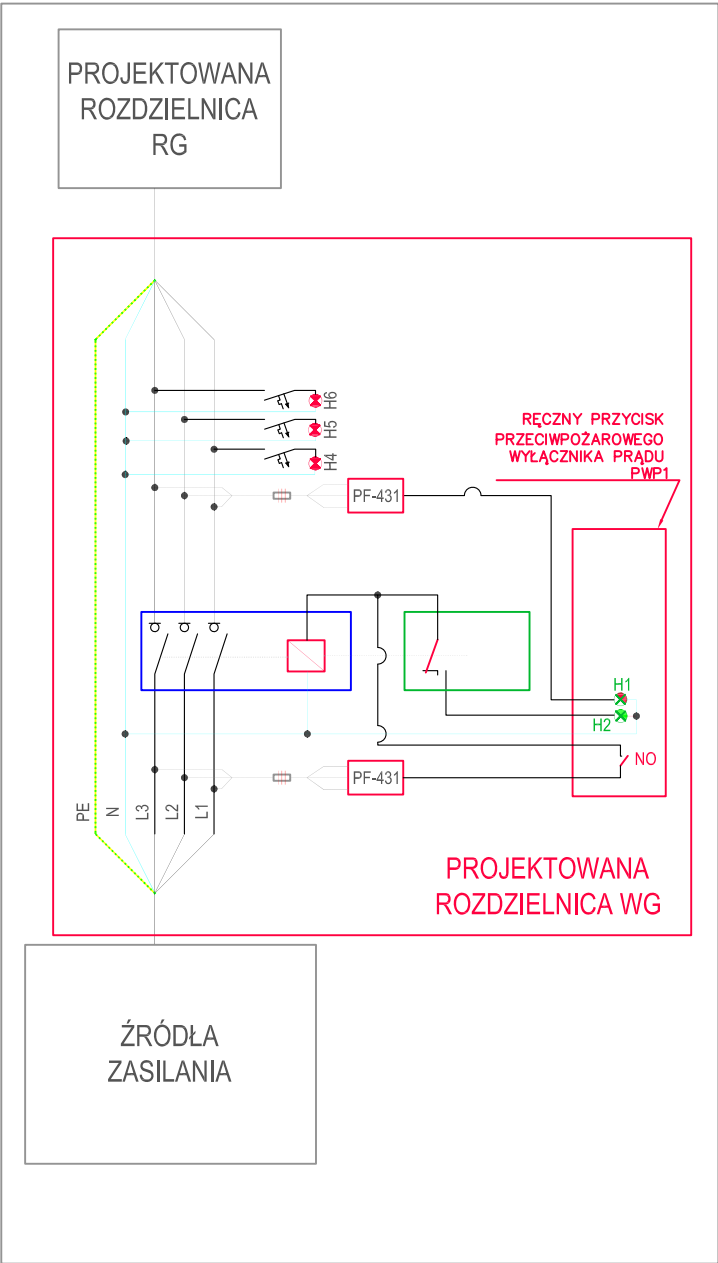 PROJEKTOWANA
ROZDZIELNICA
RG
H6
H5
H4
RĘCZNY PRZYCISK
PRZECIWPOŻAROWEGO
WYŁĄCZNIKA PRĄDU
PWP1
PF-431
H1
H2
NO
PF-431
PE
N
L3
L2
L1
PROJEKTOWANA
ROZDZIELNICA WG
ŹRÓDŁA
ZASILANIA